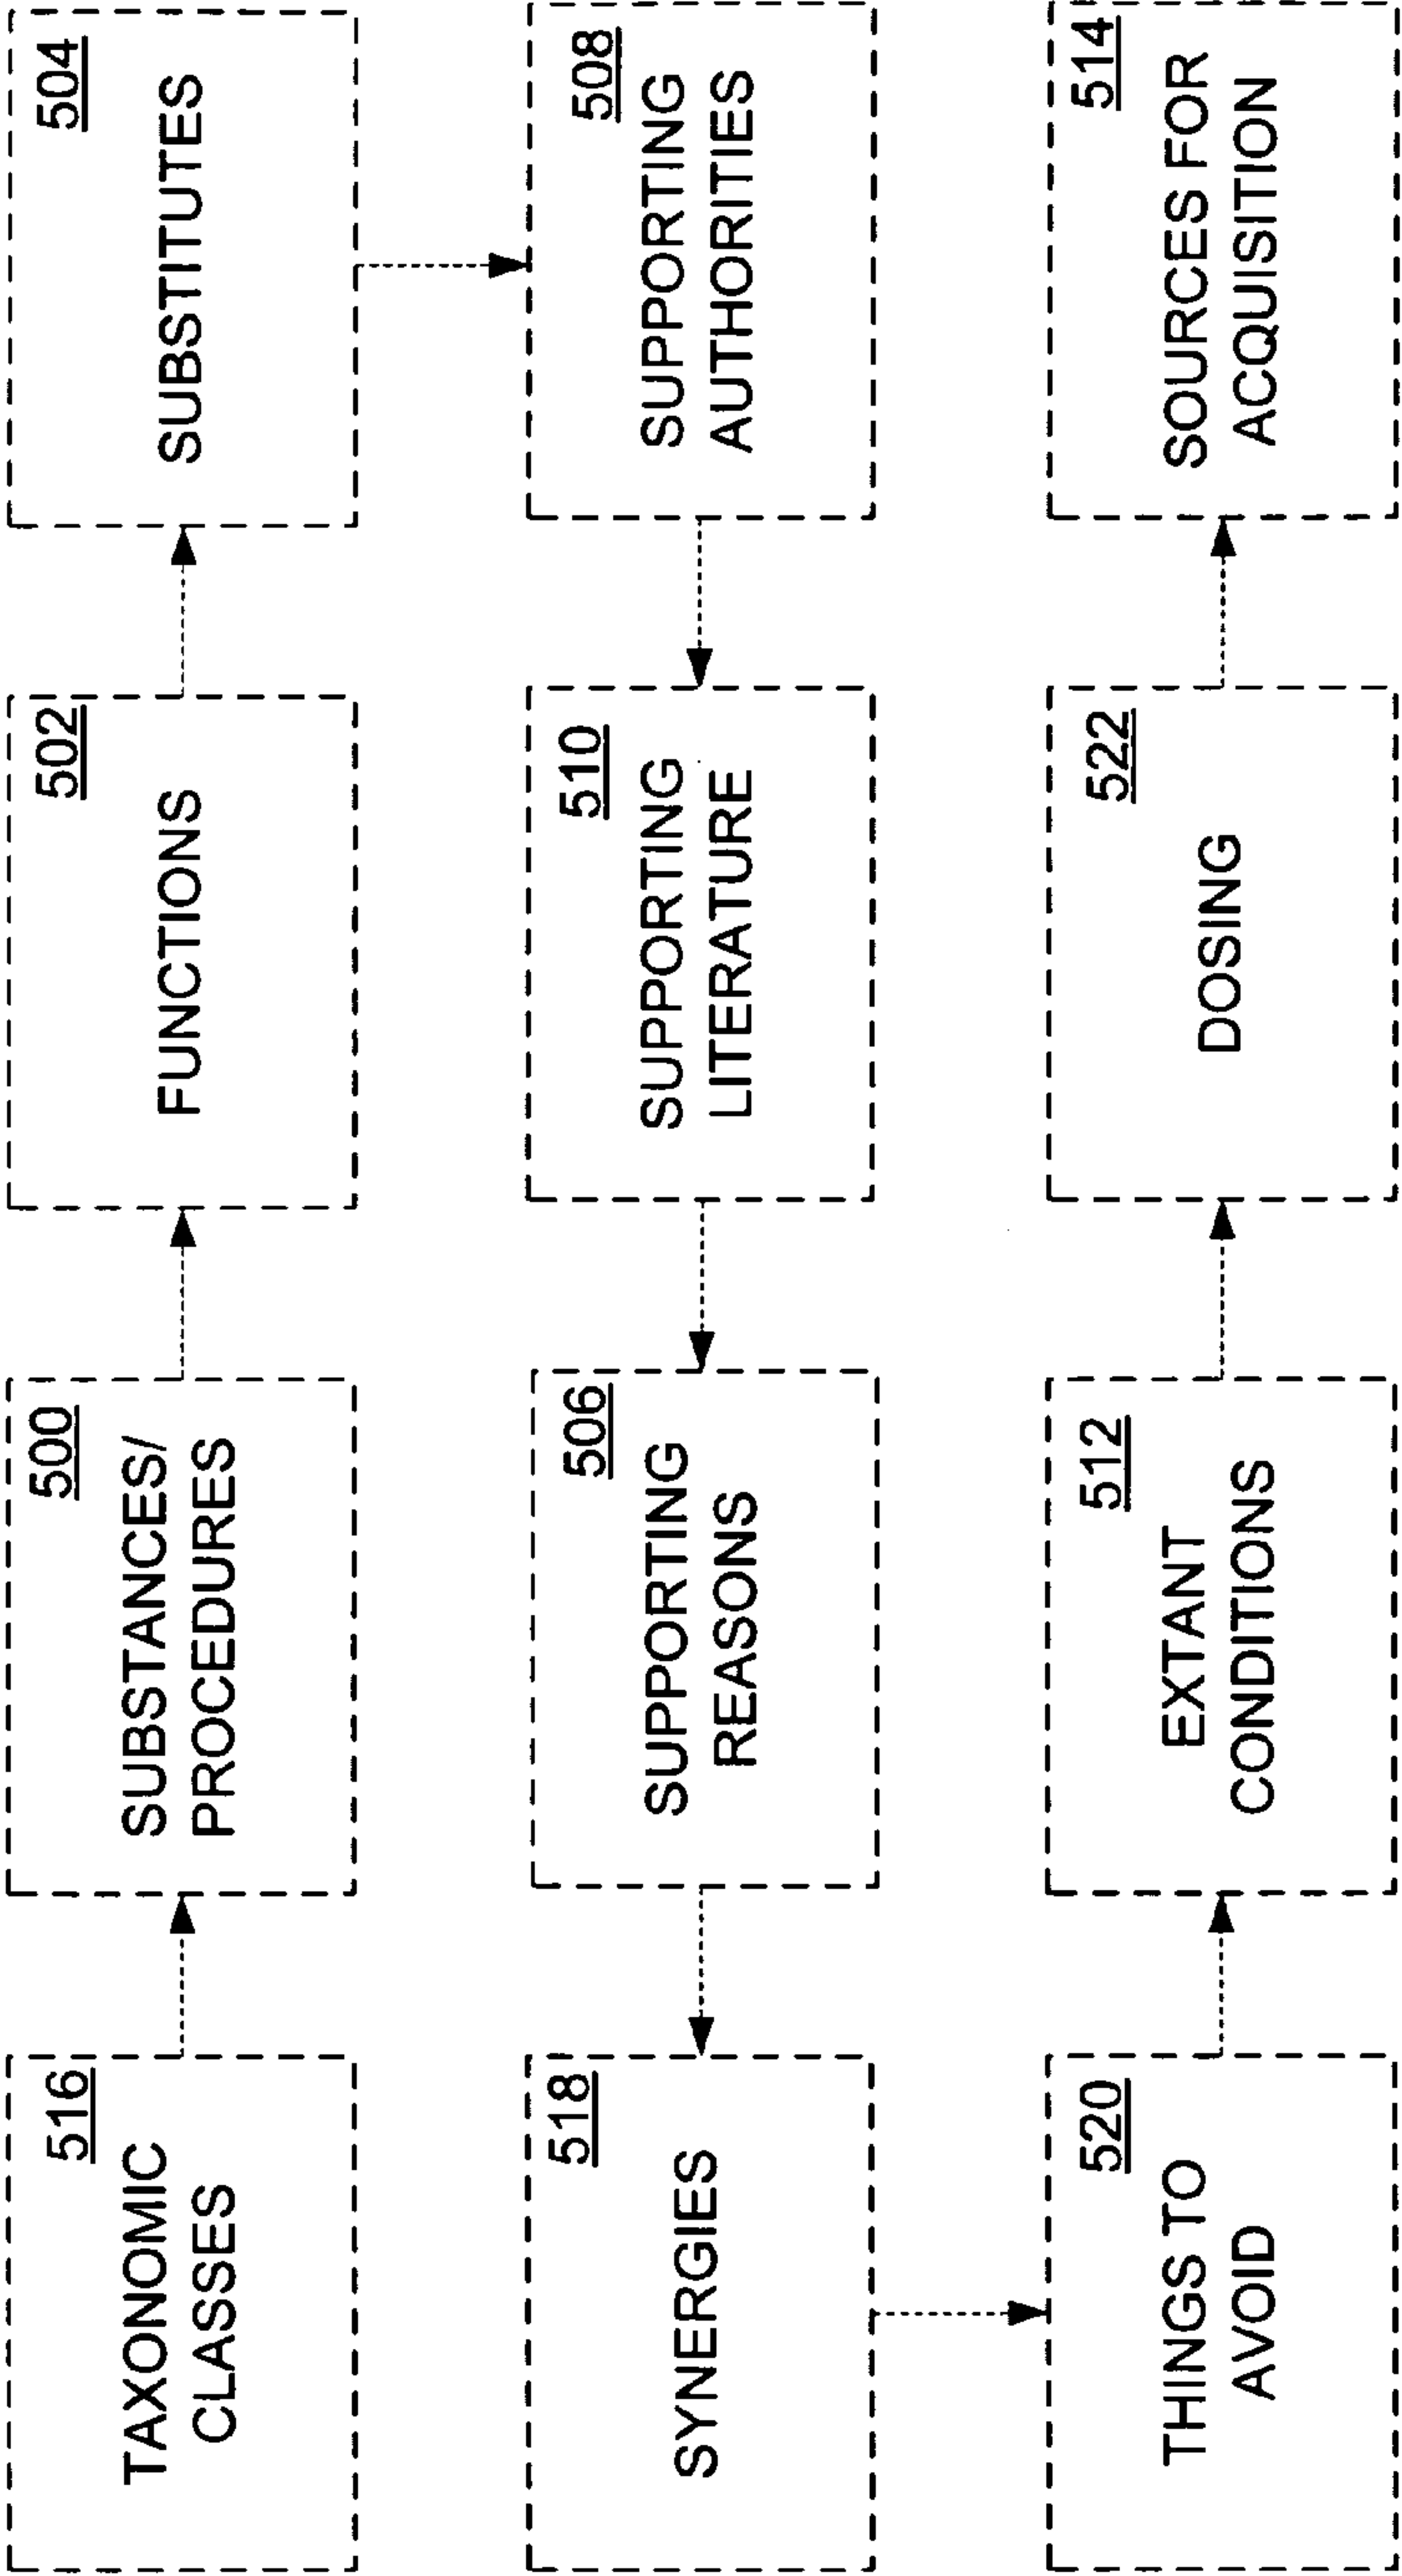 516
TAXONOMIC
CLASSES
500
SUBSTANCES/
PROCEDURES
502
FUNCTIONS
504
SUBSTITUTES
518
SYNERGIES
506
SUPPORTING
REASONS
510
SUPPORTING
LITERATURE
508
SUPPORTING
AUTHORITIES
520
THINGS TO
AVOID
512
EXTANT
CONDITIONS
522
DOSING
514
SOURCES FOR
ACQUISITION